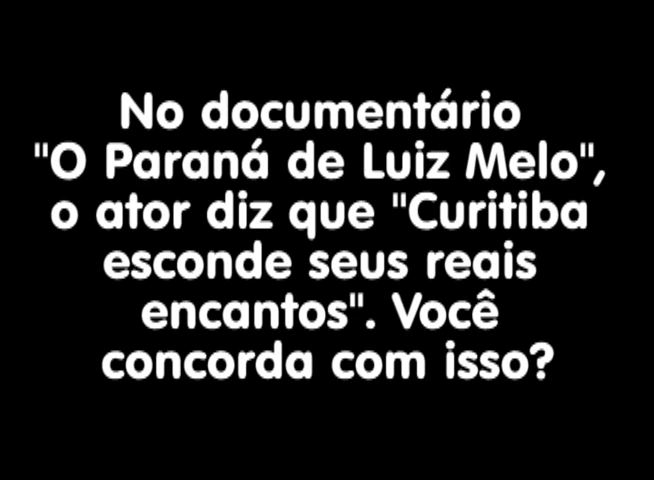 No documentário
"O Paraná de Luiz Melo",
o ator diz que "Curitiba
esconde seus reais
encantos". Você
concorda com isso?